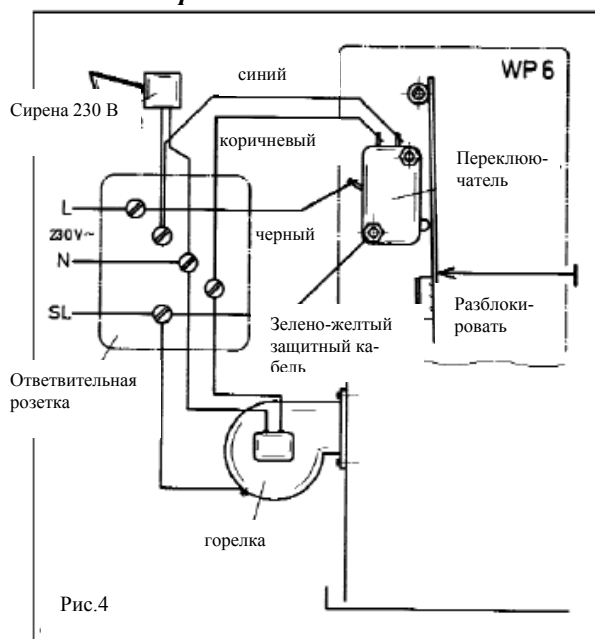 синий
WP 6
Сирена 230 В
коричневый
Переклюю-
чатель
L
230V~
черный
N
SL
Разблоки-
ровать
Зелено-желтый
защитный ка-
бель
Ответвительная
розетка
горелка
Рис.4